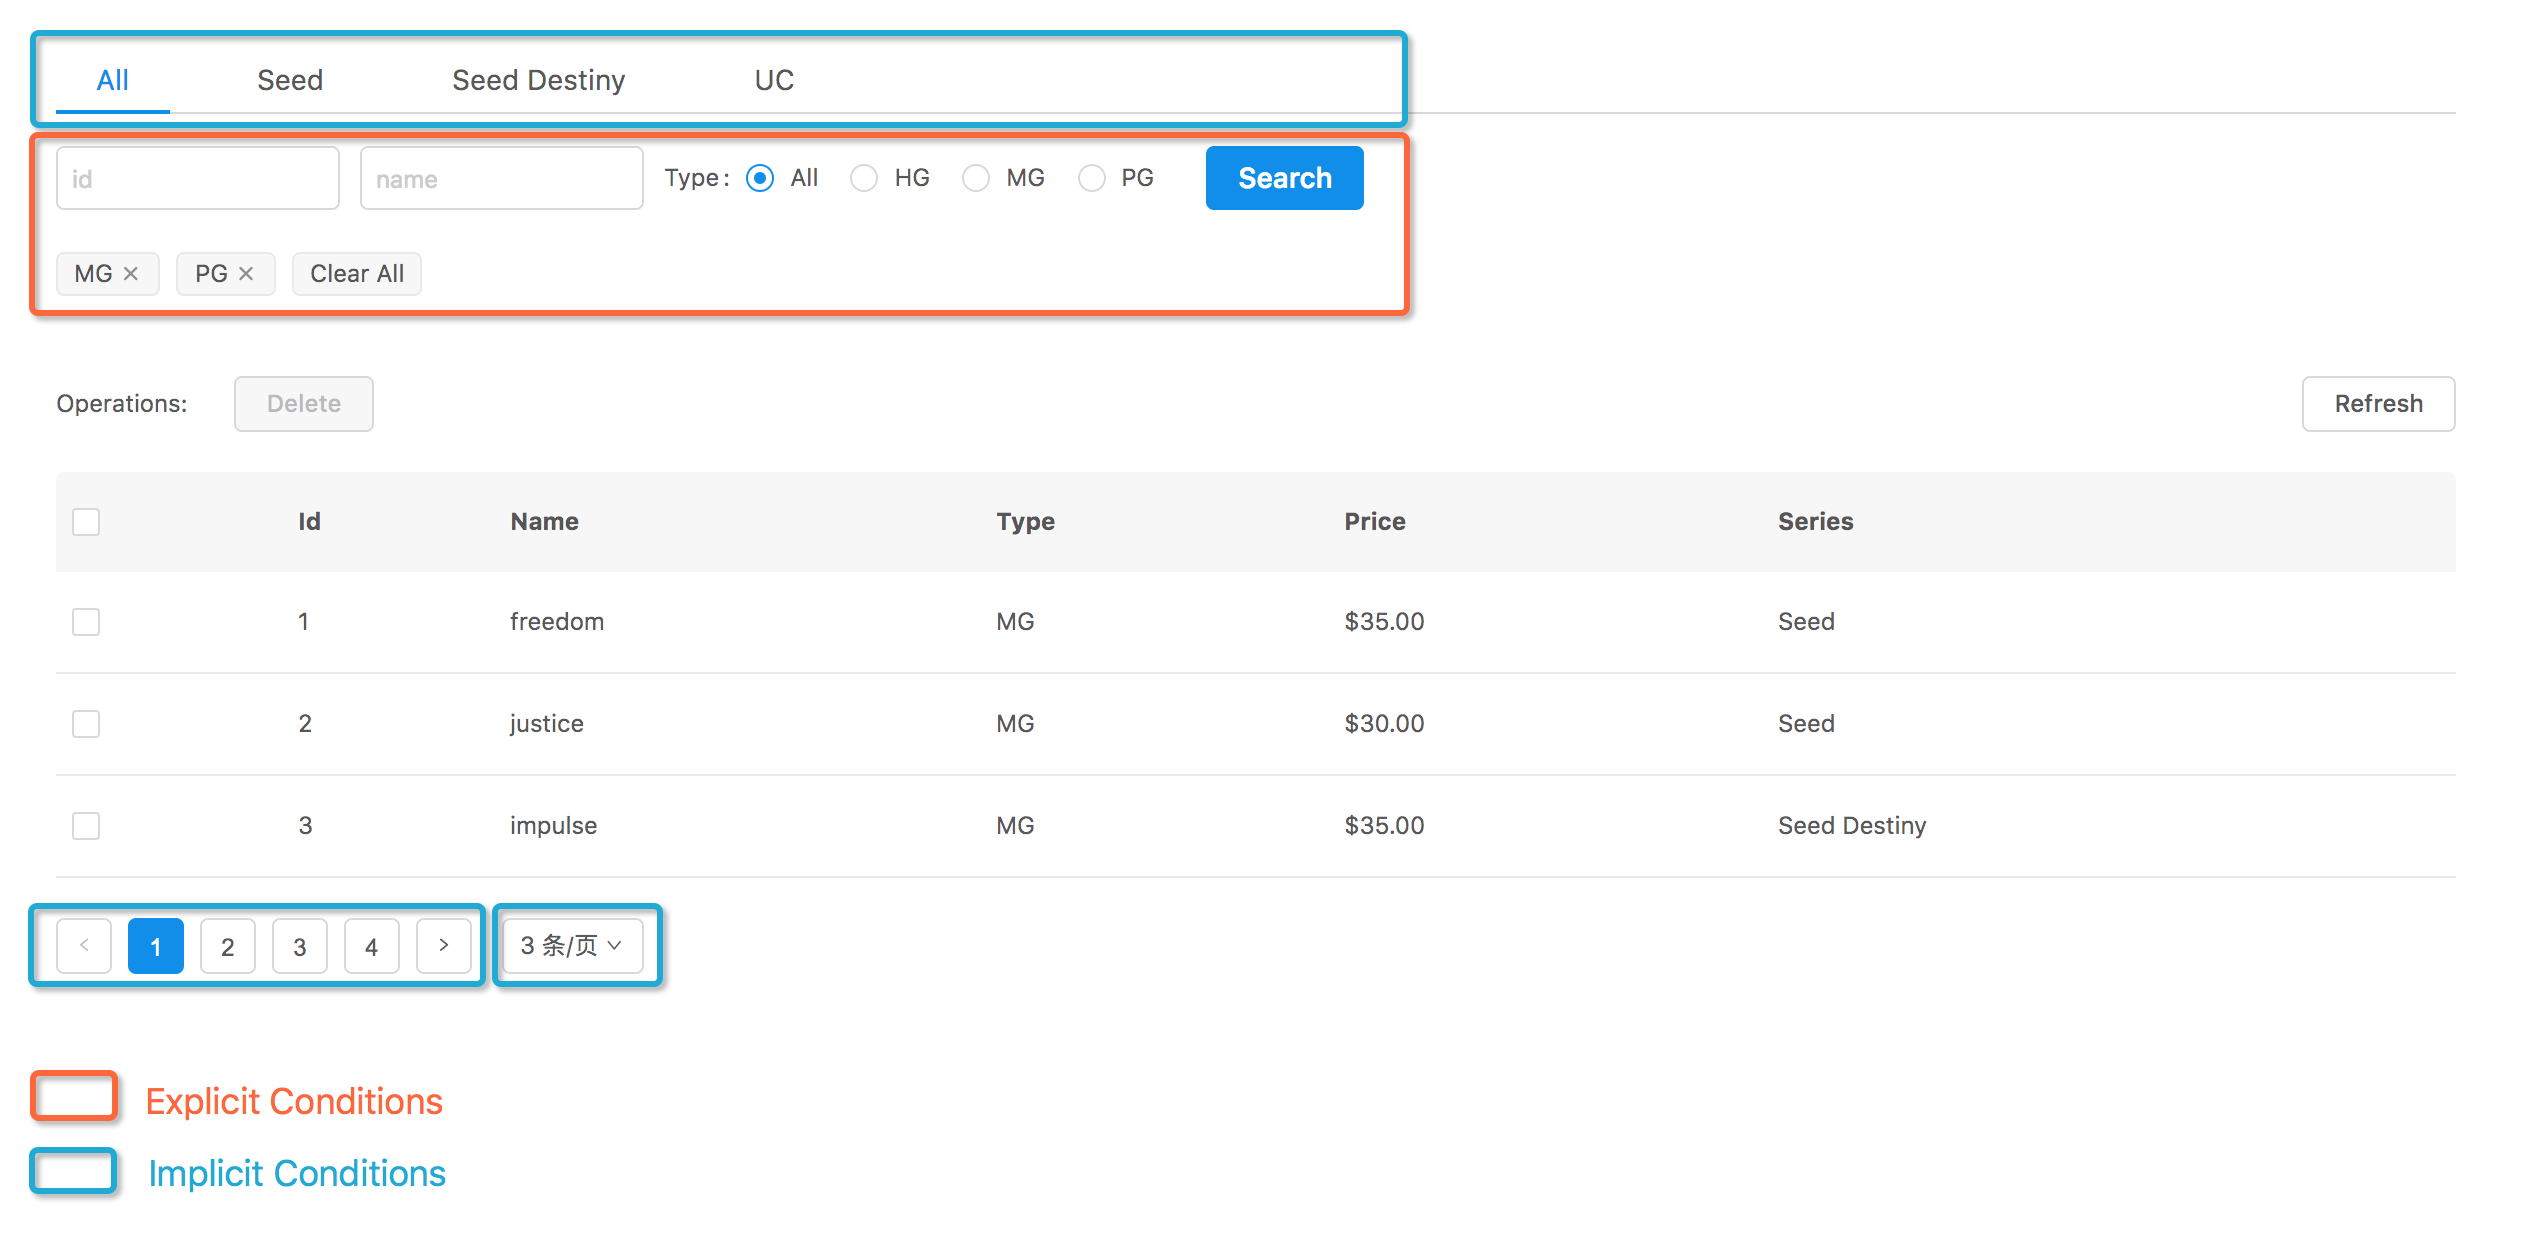 All Seed Seed Destiny UC
id name Type: All HG MG PG Search
MG × PG × Clear All
Operations: Delete Refresh
Id Name Type Price Series
1 freedom MG $35.00 Seed
2 justice MG $30.00 Seed
3 impulse MG $35.00 Seed Destiny
< 1 2 3 4 > 3 条/页
Explicit Conditions
Implicit Conditions